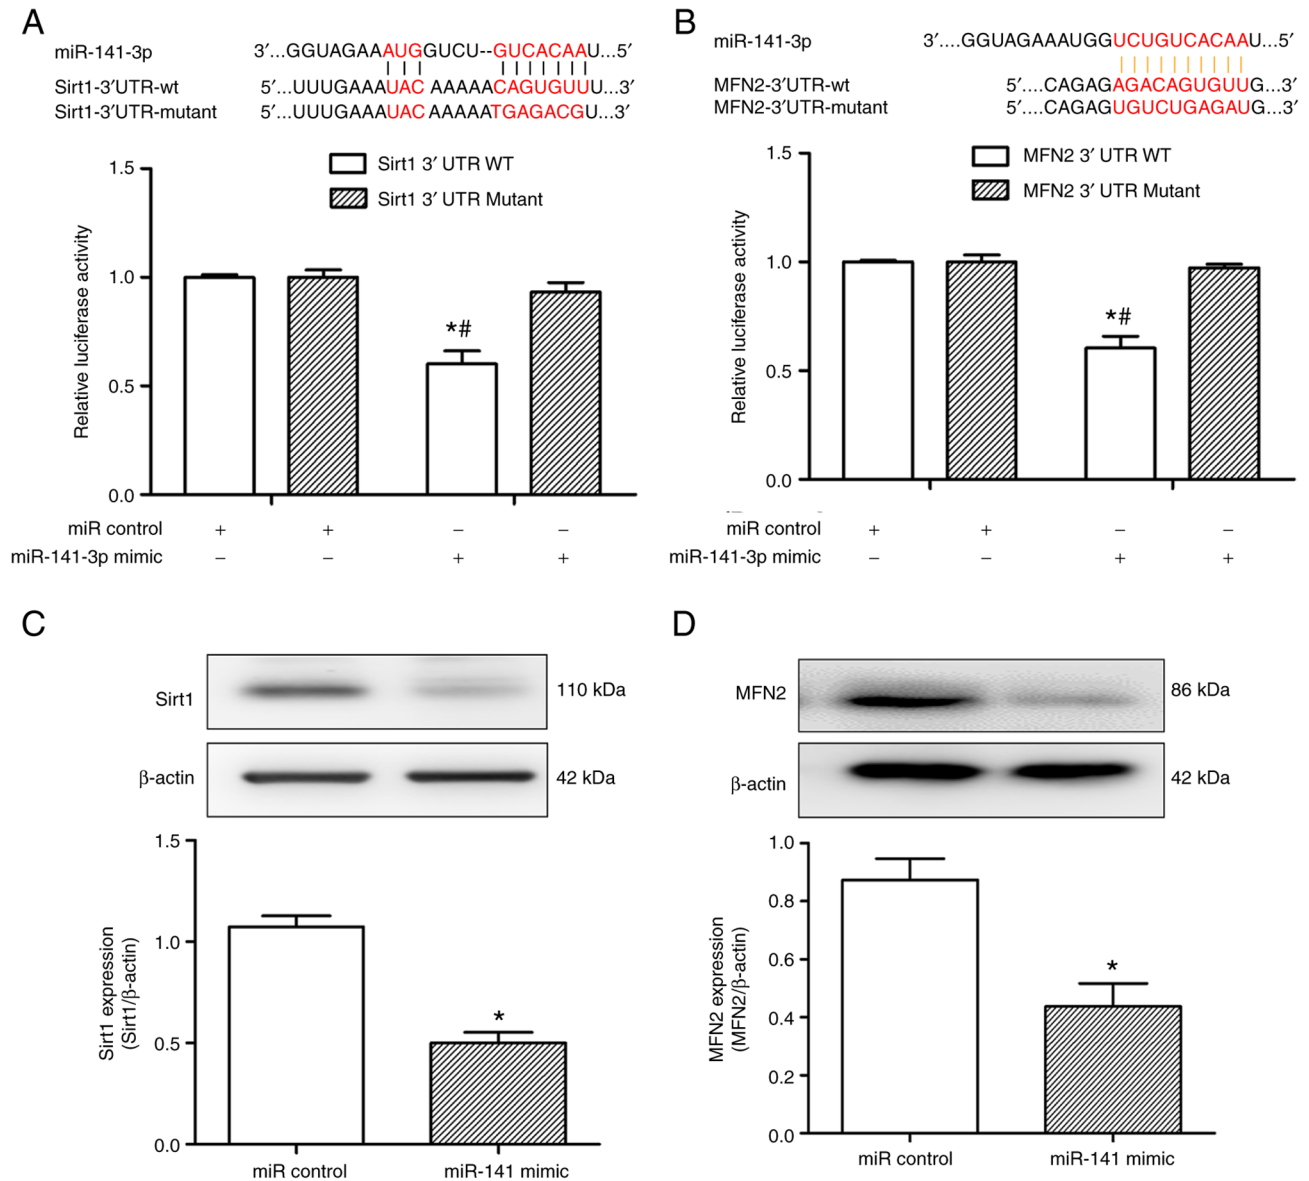 A
miR-141-3p 3′...GGUAGAAAUGGUCU--GUCACAAU...5′
Sirt1-3′UTR-wt 5′...UUUGAAAUAC AAAAACAGUGUUU...3′
Sirt1-3′UTR-mutant 5′...UUUGAAAUAC AAAAATGAGACGU...3′
Sirt1 3′ UTR WT
Sirt1 3′ UTR Mutant
Relative luciferase activity
1.5
1.0
0.5
0.0
*#
miR control + + – –
miR-141-3p mimic – – + +
B
miR-141-3p 3′....GGUAGAAAUGGUCUGUCACAAU...5′
MFN2-3′UTR-wt 5′....CAGAGAGACAGUGUUG...3′
MFN2-3′UTR-mutant 5′....CAGAGUGUCUGAGAUG...3′
MFN2 3′ UTR WT
MFN2 3′ UTR Mutant
Relative luciferase activity
1.5
1.0
0.5
0.0
*#
miR control + + – –
miR-141-3p mimic – – + +
C
Sirt1 110 kDa
β-actin 42 kDa
Sirt1 expression
(Sirt1/β-actin)
1.5
1.0
0.5
0.0
*
miR control miR-141 mimic
D
MFN2 86 kDa
β-actin 42 kDa
MFN2 expression
(MFN2/β-actin)
1.0
0.8
0.6
0.4
0.2
0.0
*
miR control miR-141 mimic